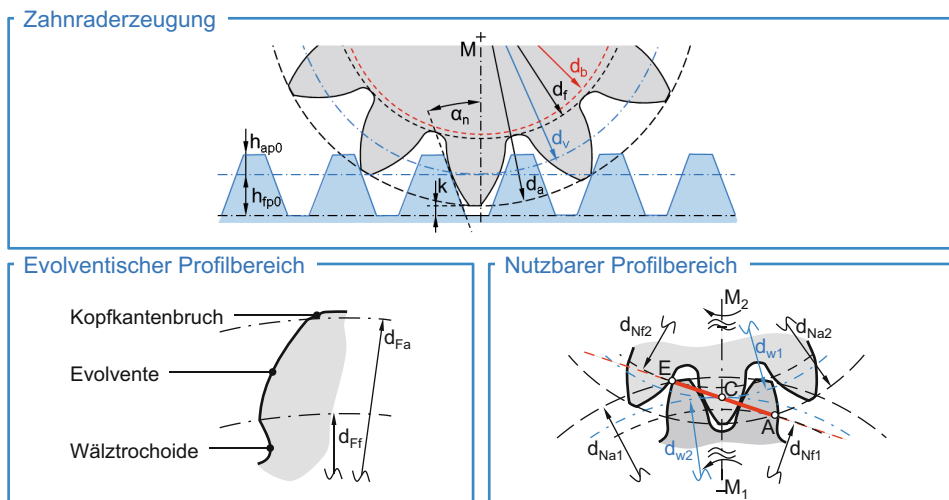 Zahnraderzeugung
M
d_b
d_f
α_n
h_ap0
d_v
h_fp0
k
d_a
Evolventischer Profilbereich
Kopfkantenbruch
d_Fa
Evolvente
d_Ff
Wälztrochoide
Nutzbarer Profilbereich
M_2
d_Nf2
d_w1
d_Na2
E
C
A
d_Na1
d_w2
d_Nf1
M_1